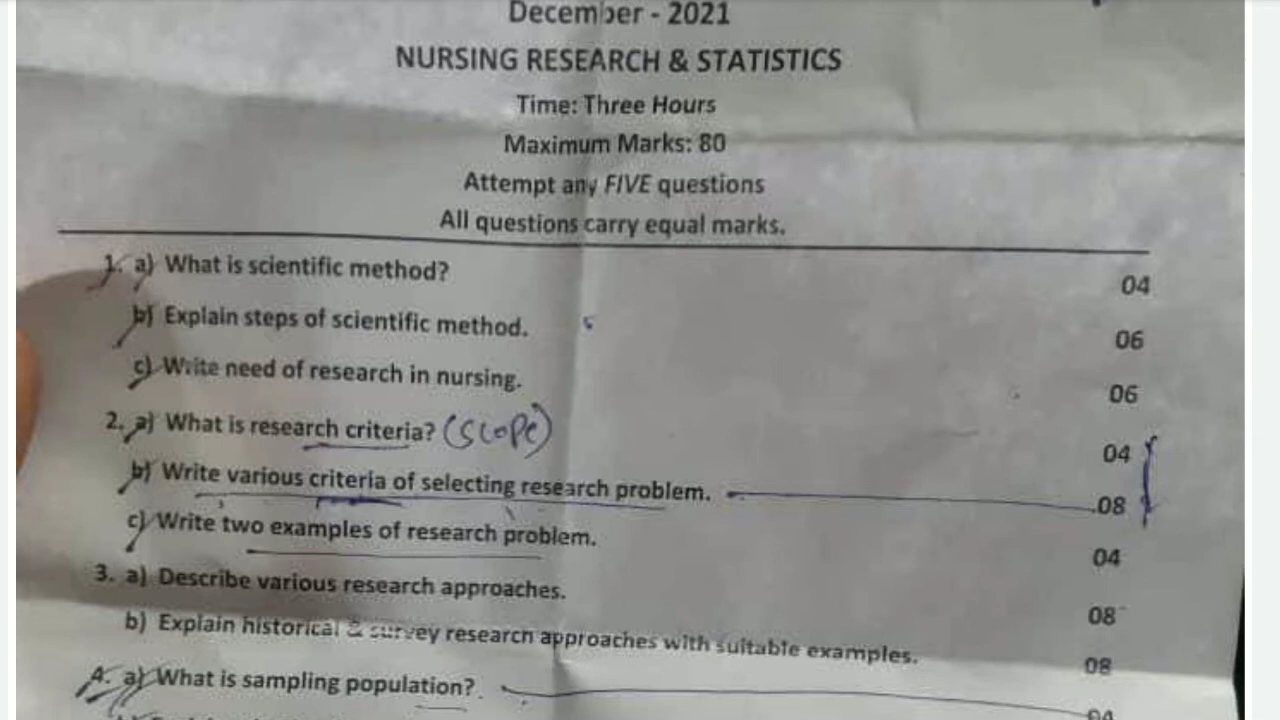 December - 2021
NURSING RESEARCH & STATISTICS
Time: Three Hours
Maximum Marks: 80
Attempt any FIVE questions
All questions carry equal marks.
1. a) What is scientific method? 04
b) Explain steps of scientific method. 06
c) Write need of research in nursing. 06
2. a) What is research criteria? (Scope) 04
b) Write various criteria of selecting research problem. 08
c) Write two examples of research problem. 04
3. a) Describe various research approaches. 08
b) Explain historical & survey research approaches with suitable examples. 08
4. a) What is sampling population? 04